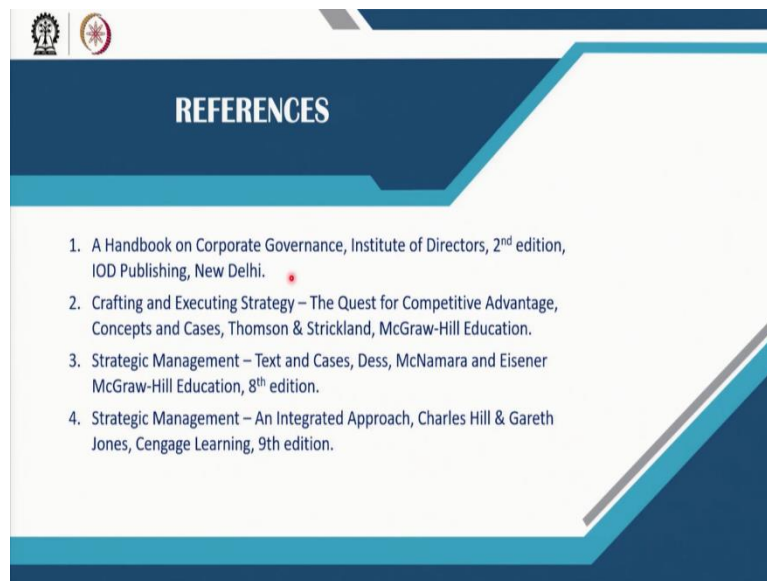 REFERENCES
1. A Handbook on Corporate Governance, Institute of Directors, 2nd edition,
IOD Publishing, New Delhi.
2. Crafting and Executing Strategy – The Quest for Competitive Advantage,
Concepts and Cases, Thomson & Strickland, McGraw-Hill Education.
3. Strategic Management – Text and Cases, Dess, McNamara and Eisener
McGraw-Hill Education, 8th edition.
4. Strategic Management – An Integrated Approach, Charles Hill & Gareth
Jones, Cengage Learning, 9th edition.